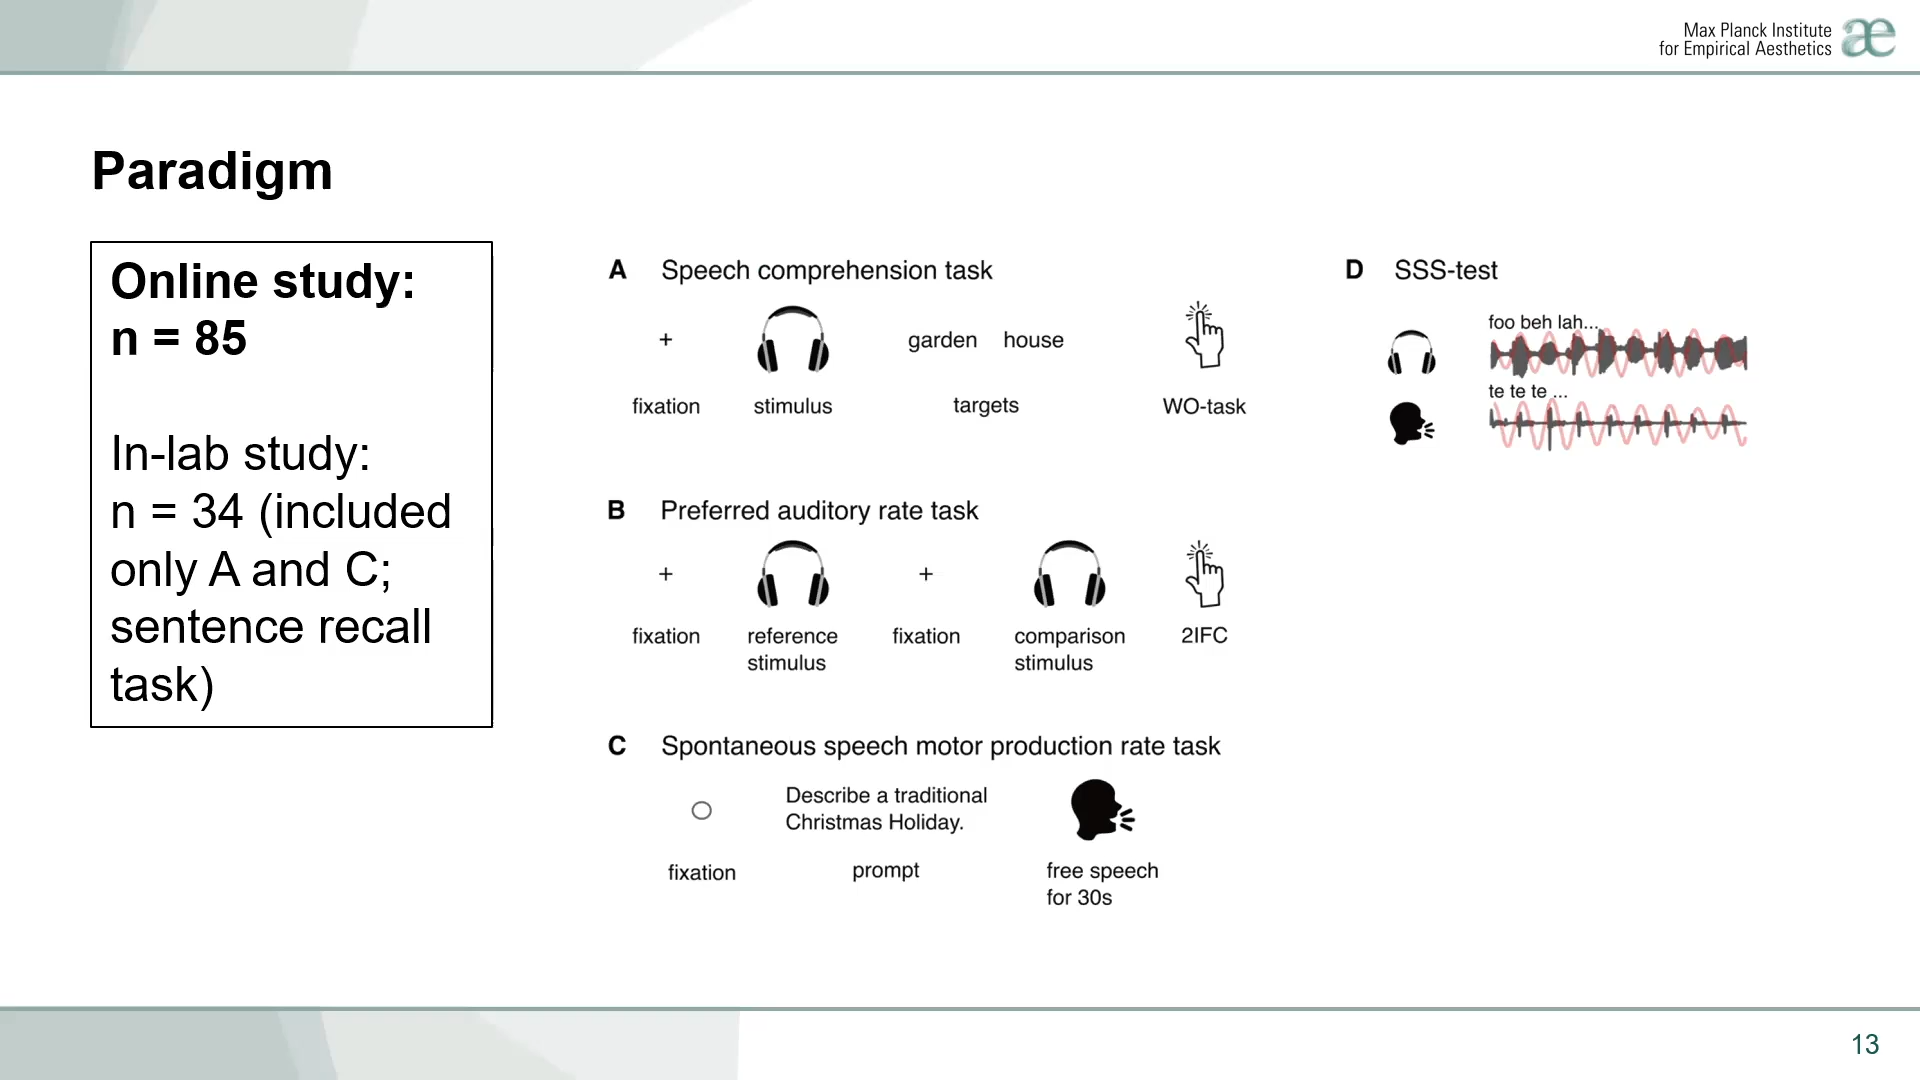 Max Planck Institute
for Empirical Aesthetics
æ
Paradigm
Online study:
n = 85
In-lab study:
n = 34 (included
only A and C;
sentence recall
task)
A Speech comprehension task
+
garden house
fixation stimulus targets WO-task
B Preferred auditory rate task
+ +
fixation reference stimulus fixation comparison stimulus 2IFC
C Spontaneous speech motor production rate task
Describe a traditional
Christmas Holiday.
fixation prompt free speech
for 30s
D SSS-test
foo beh lah...
te te te ...
13